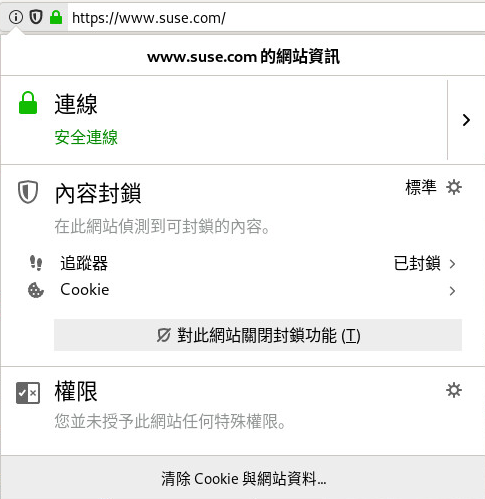 https://www.suse.com/
www.suse.com 的網站資訊
連線
安全連線
內容封鎖
標準
在此網站偵測到可封鎖的內容。
追蹤器
已封鎖
Cookie
對此網站關閉封鎖功能 (T)
權限
您並未授予此網站任何特殊權限。
清除 Cookie 與網站資料...